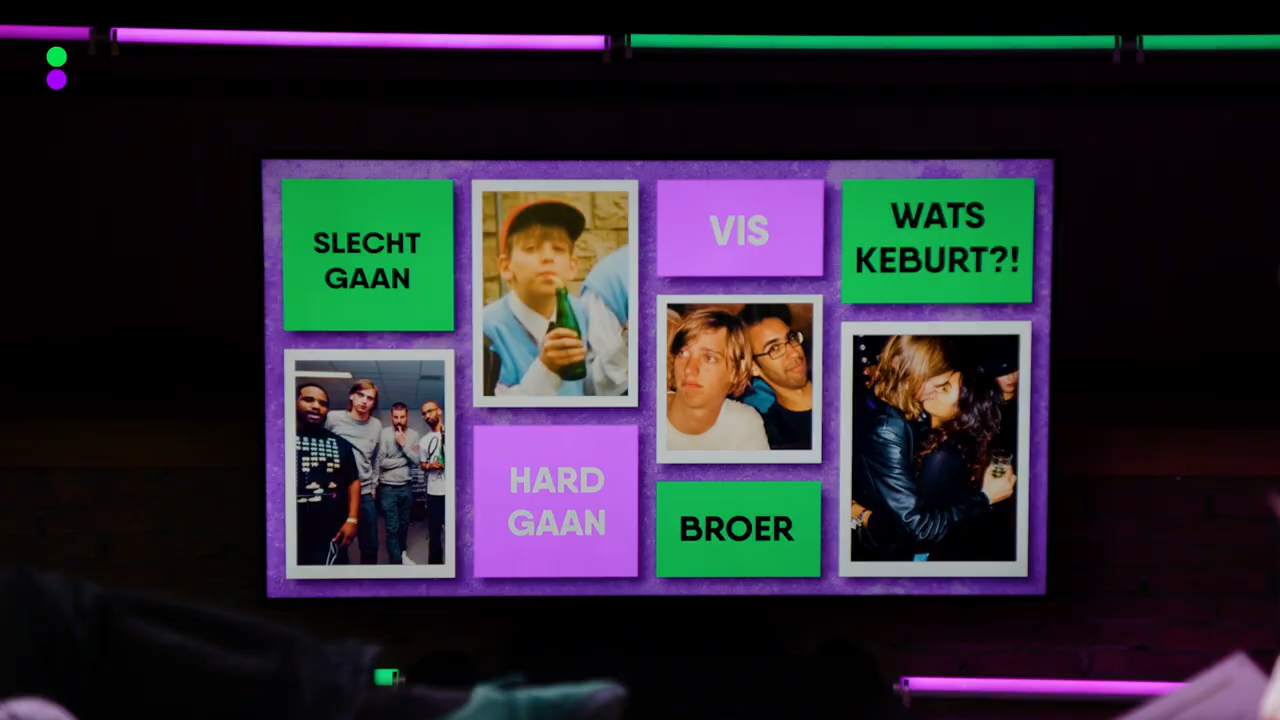 SLECHT
GAAN
HARD
GAAN
VIS
BROER
WATS
KEBURT?!